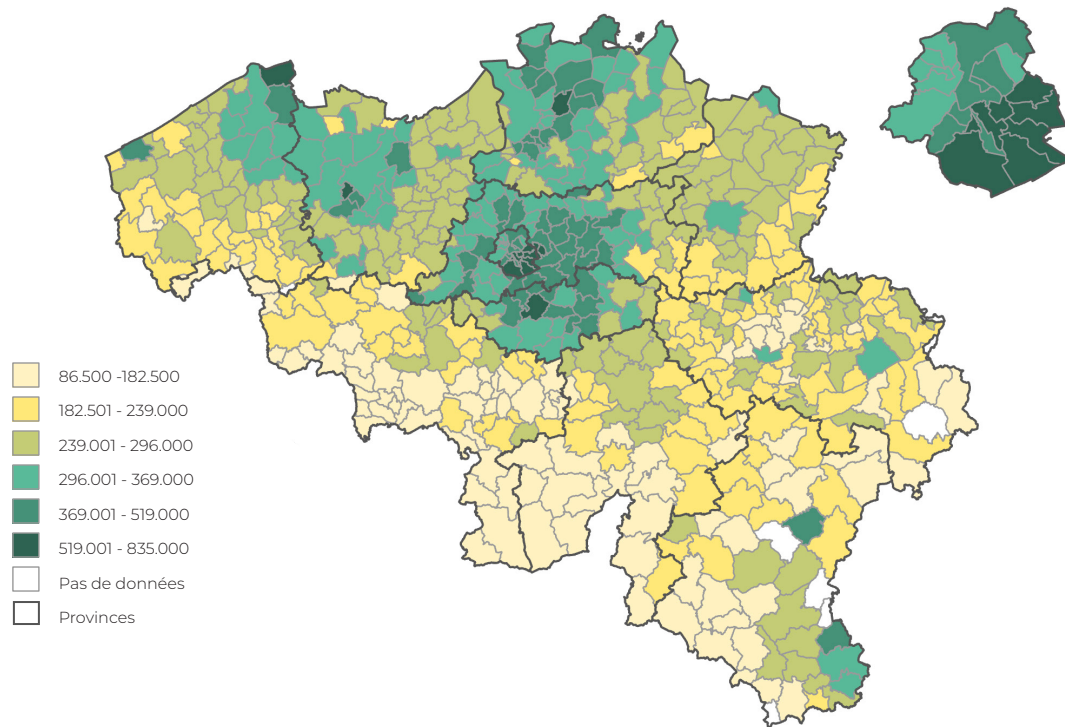 86.500 -182.500
182.501 - 239.000
239.001 - 296.000
296.001 - 369.000
369.001 - 519.000
519.001 - 835.000
Pas de données
Provinces